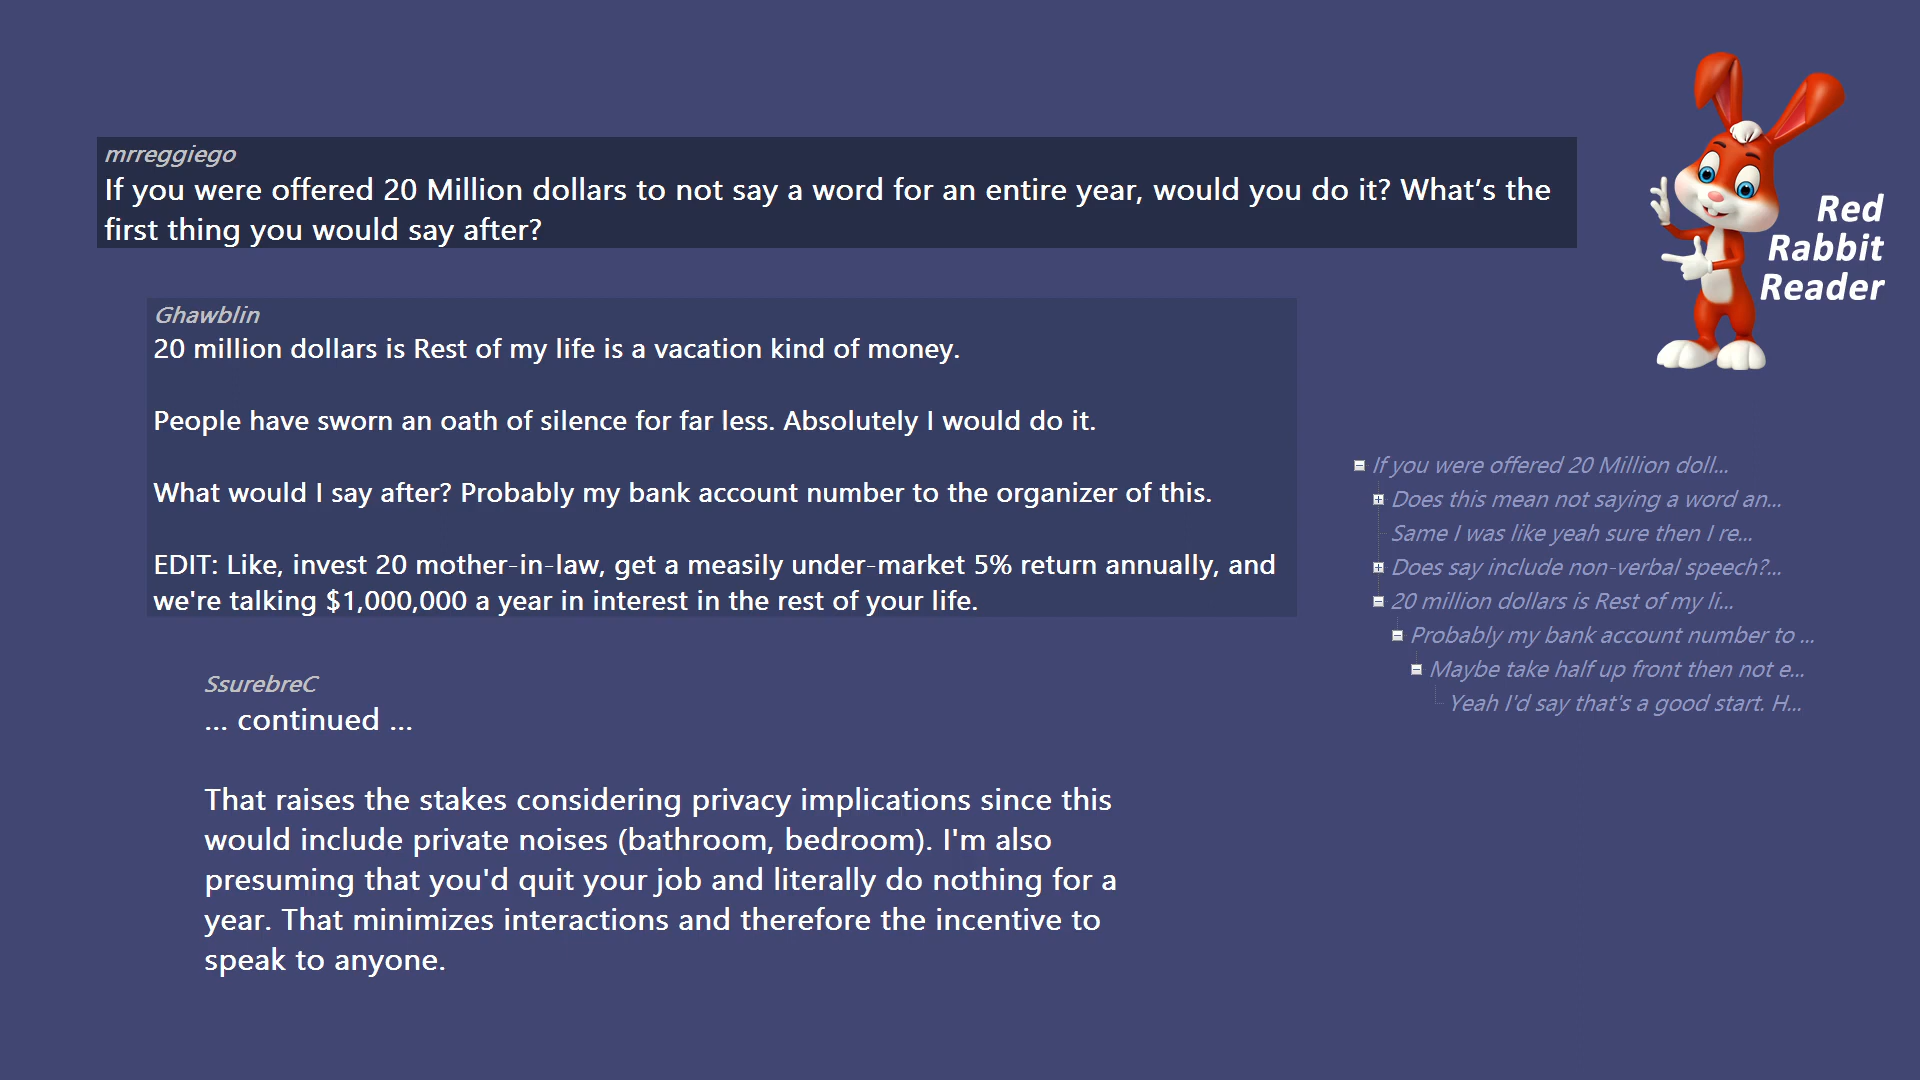 mrreggiego
If you were offered 20 Million dollars to not say a word for an entire year, would you do it? What’s the
first thing you would say after?
Ghawblin
20 million dollars is Rest of my life is a vacation kind of money.
People have sworn an oath of silence for far less. Absolutely I would do it.
What would I say after? Probably my bank account number to the organizer of this.
EDIT: Like, invest 20 mother-in-law, get a measily under-market 5% return annually, and
we're talking $1,000,000 a year in interest in the rest of your life.
SsurebreC
... continued ...
That raises the stakes considering privacy implications since this
would include private noises (bathroom, bedroom). I'm also
presuming that you'd quit your job and literally do nothing for a
year. That minimizes interactions and therefore the incentive to
speak to anyone.
Red
Rabbit
Reader
If you were offered 20 Million doll...
Does this mean not saying a word an...
Same I was like yeah sure then I re...
Does say include non-verbal speech?...
20 million dollars is Rest of my li...
Probably my bank account number to ...
Maybe take half up front then not e...
Yeah I'd say that's a good start. H...